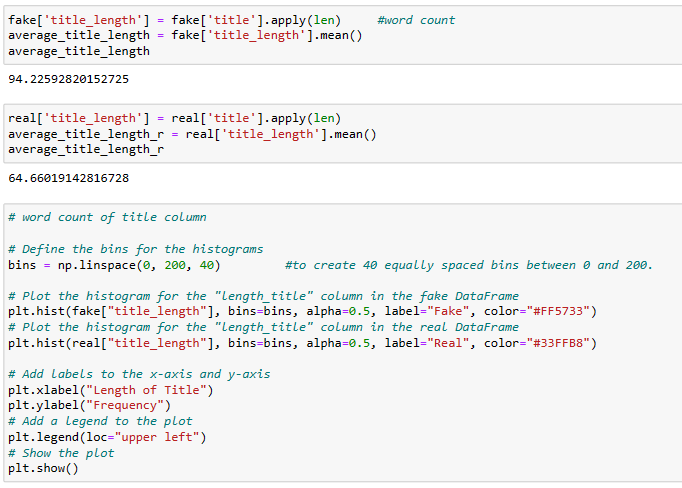 fake['title_length'] = fake['title'].apply(len)     #word count
average_title_length = fake['title_length'].mean()
average_title_length
94.22592820152725
real['title_length'] = real['title'].apply(len)
average_title_length_r = real['title_length'].mean()
average_title_length_r
64.66019142816728
# word count of title column
# Define the bins for the histograms
bins = np.linspace(0, 200, 40)         #to create 40 equally spaced bins between 0 and 200.
# Plot the histogram for the "length_title" column in the fake DataFrame
plt.hist(fake["title_length"], bins=bins, alpha=0.5, label="Fake", color="#FF5733")
# Plot the histogram for the "length_title" column in the real DataFrame
plt.hist(real["title_length"], bins=bins, alpha=0.5, label="Real", color="#33FFB8")
# Add labels to the x-axis and y-axis
plt.xlabel("Length of Title")
plt.ylabel("Frequency")
# Add a legend to the plot
plt.legend(loc="upper left")
# Show the plot
plt.show()